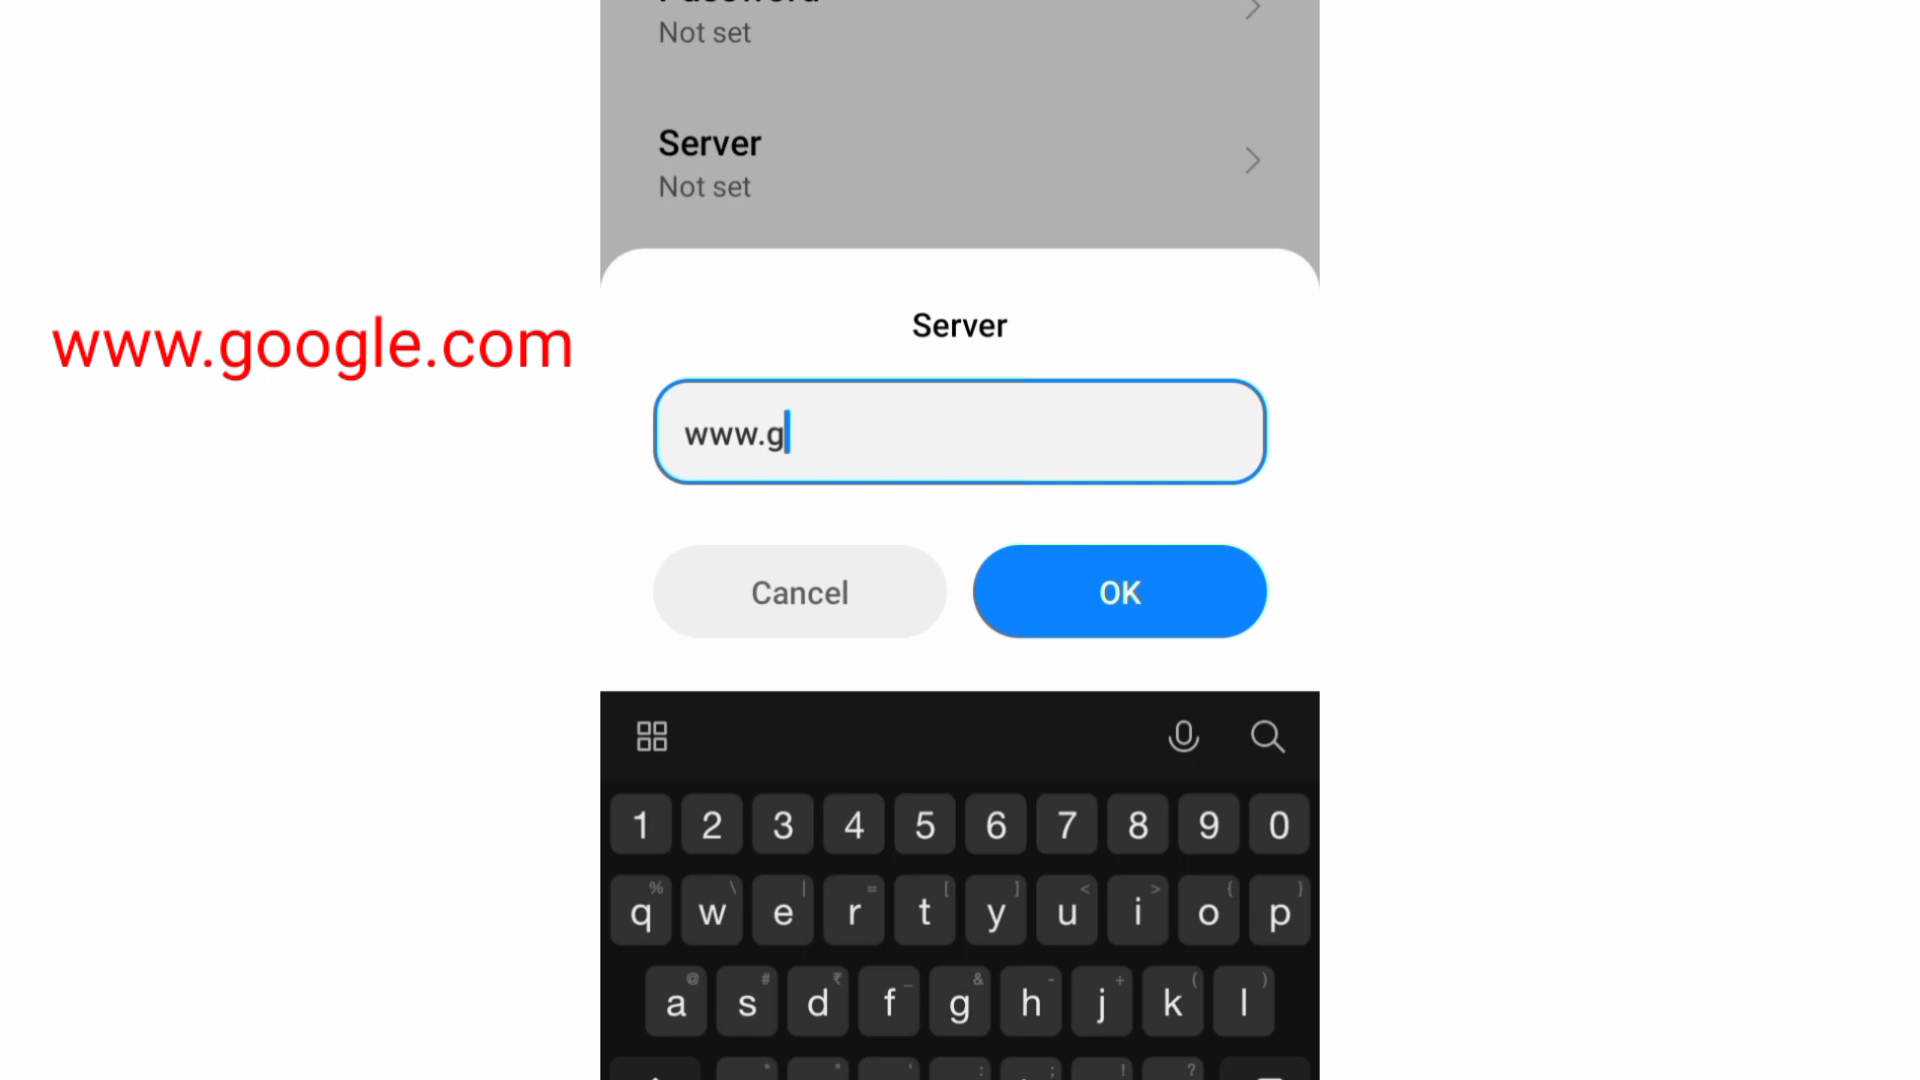 Password
Not set
Server
Not set
www.google.com
Server
www.g
Cancel
OK
1 2 3 4 5 6 7 8 9 0
% \ | = [ ] < > { }
q w e r t y u i o p
@ # ₹ _ & - + ( )
a s d f g h j k l
* " ' : ; ! ?